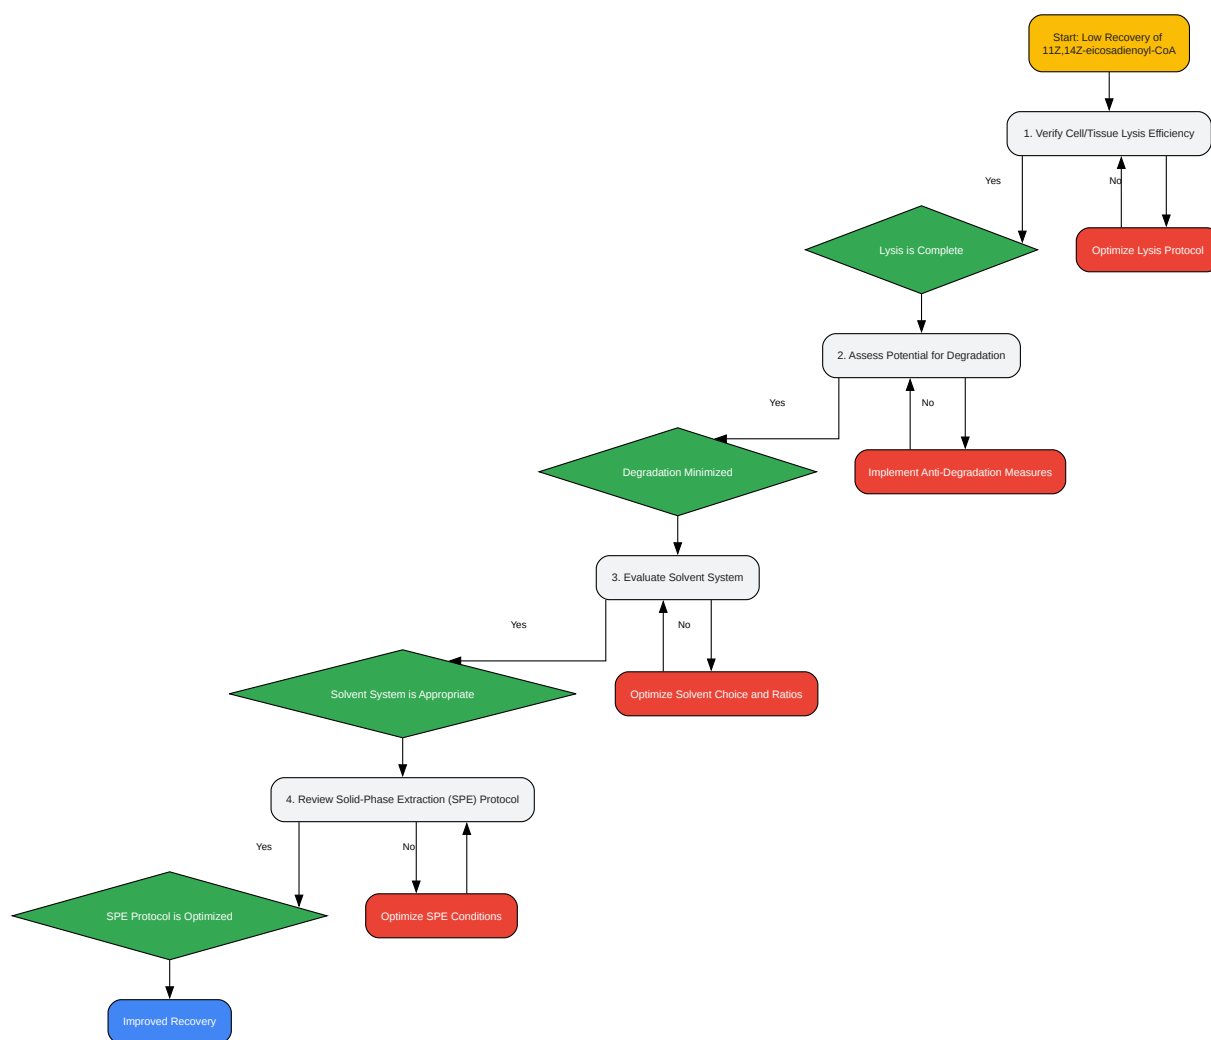 Start: Low Recovery of
11Z,14Z-eicosadienoyl-CoA
1. Verify Cell/Tissue Lysis Efficiency
Yes
No
Lysis is Complete
Optimize Lysis Protocol
2. Assess Potential for Degradation
Yes
No
Degradation Minimized
Implement Anti-Degradation Measures
3. Evaluate Solvent System
Yes
No
Solvent System is Appropriate
Optimize Solvent Choice and Ratios
4. Review Solid-Phase Extraction (SPE) Protocol
Yes
No
SPE Protocol is Optimized
Optimize SPE Conditions
Improved Recovery